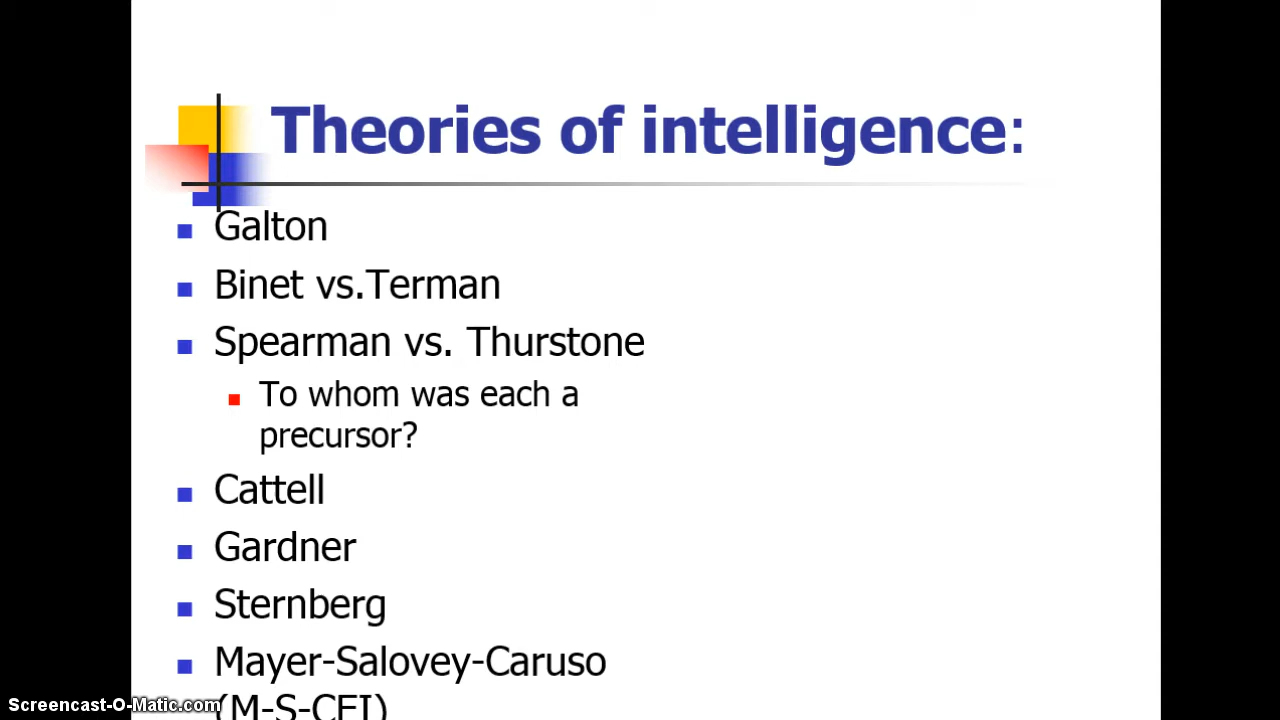 Theories of intelligence:
Galton
Binet vs.Terman
Spearman vs. Thurstone
To whom was each a
precursor?
Cattell
Gardner
Sternberg
Mayer-Salovey-Caruso
(M-S-CEI)
Screencast-O-Matic.com